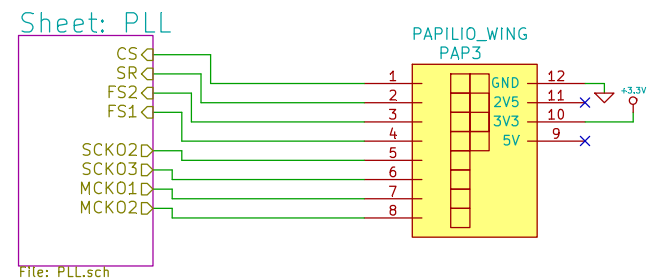 Sheet: PLL
CS
SR
FS2
FS1
SCKO2
SCKO3
MCKO1
MCKO2
File: PLL.sch
PAPILIO_WING
PAP3
1
2
3
4
5
6
7
8
GND 12
2V5 11
3V3 10
5V 9
+3.3V